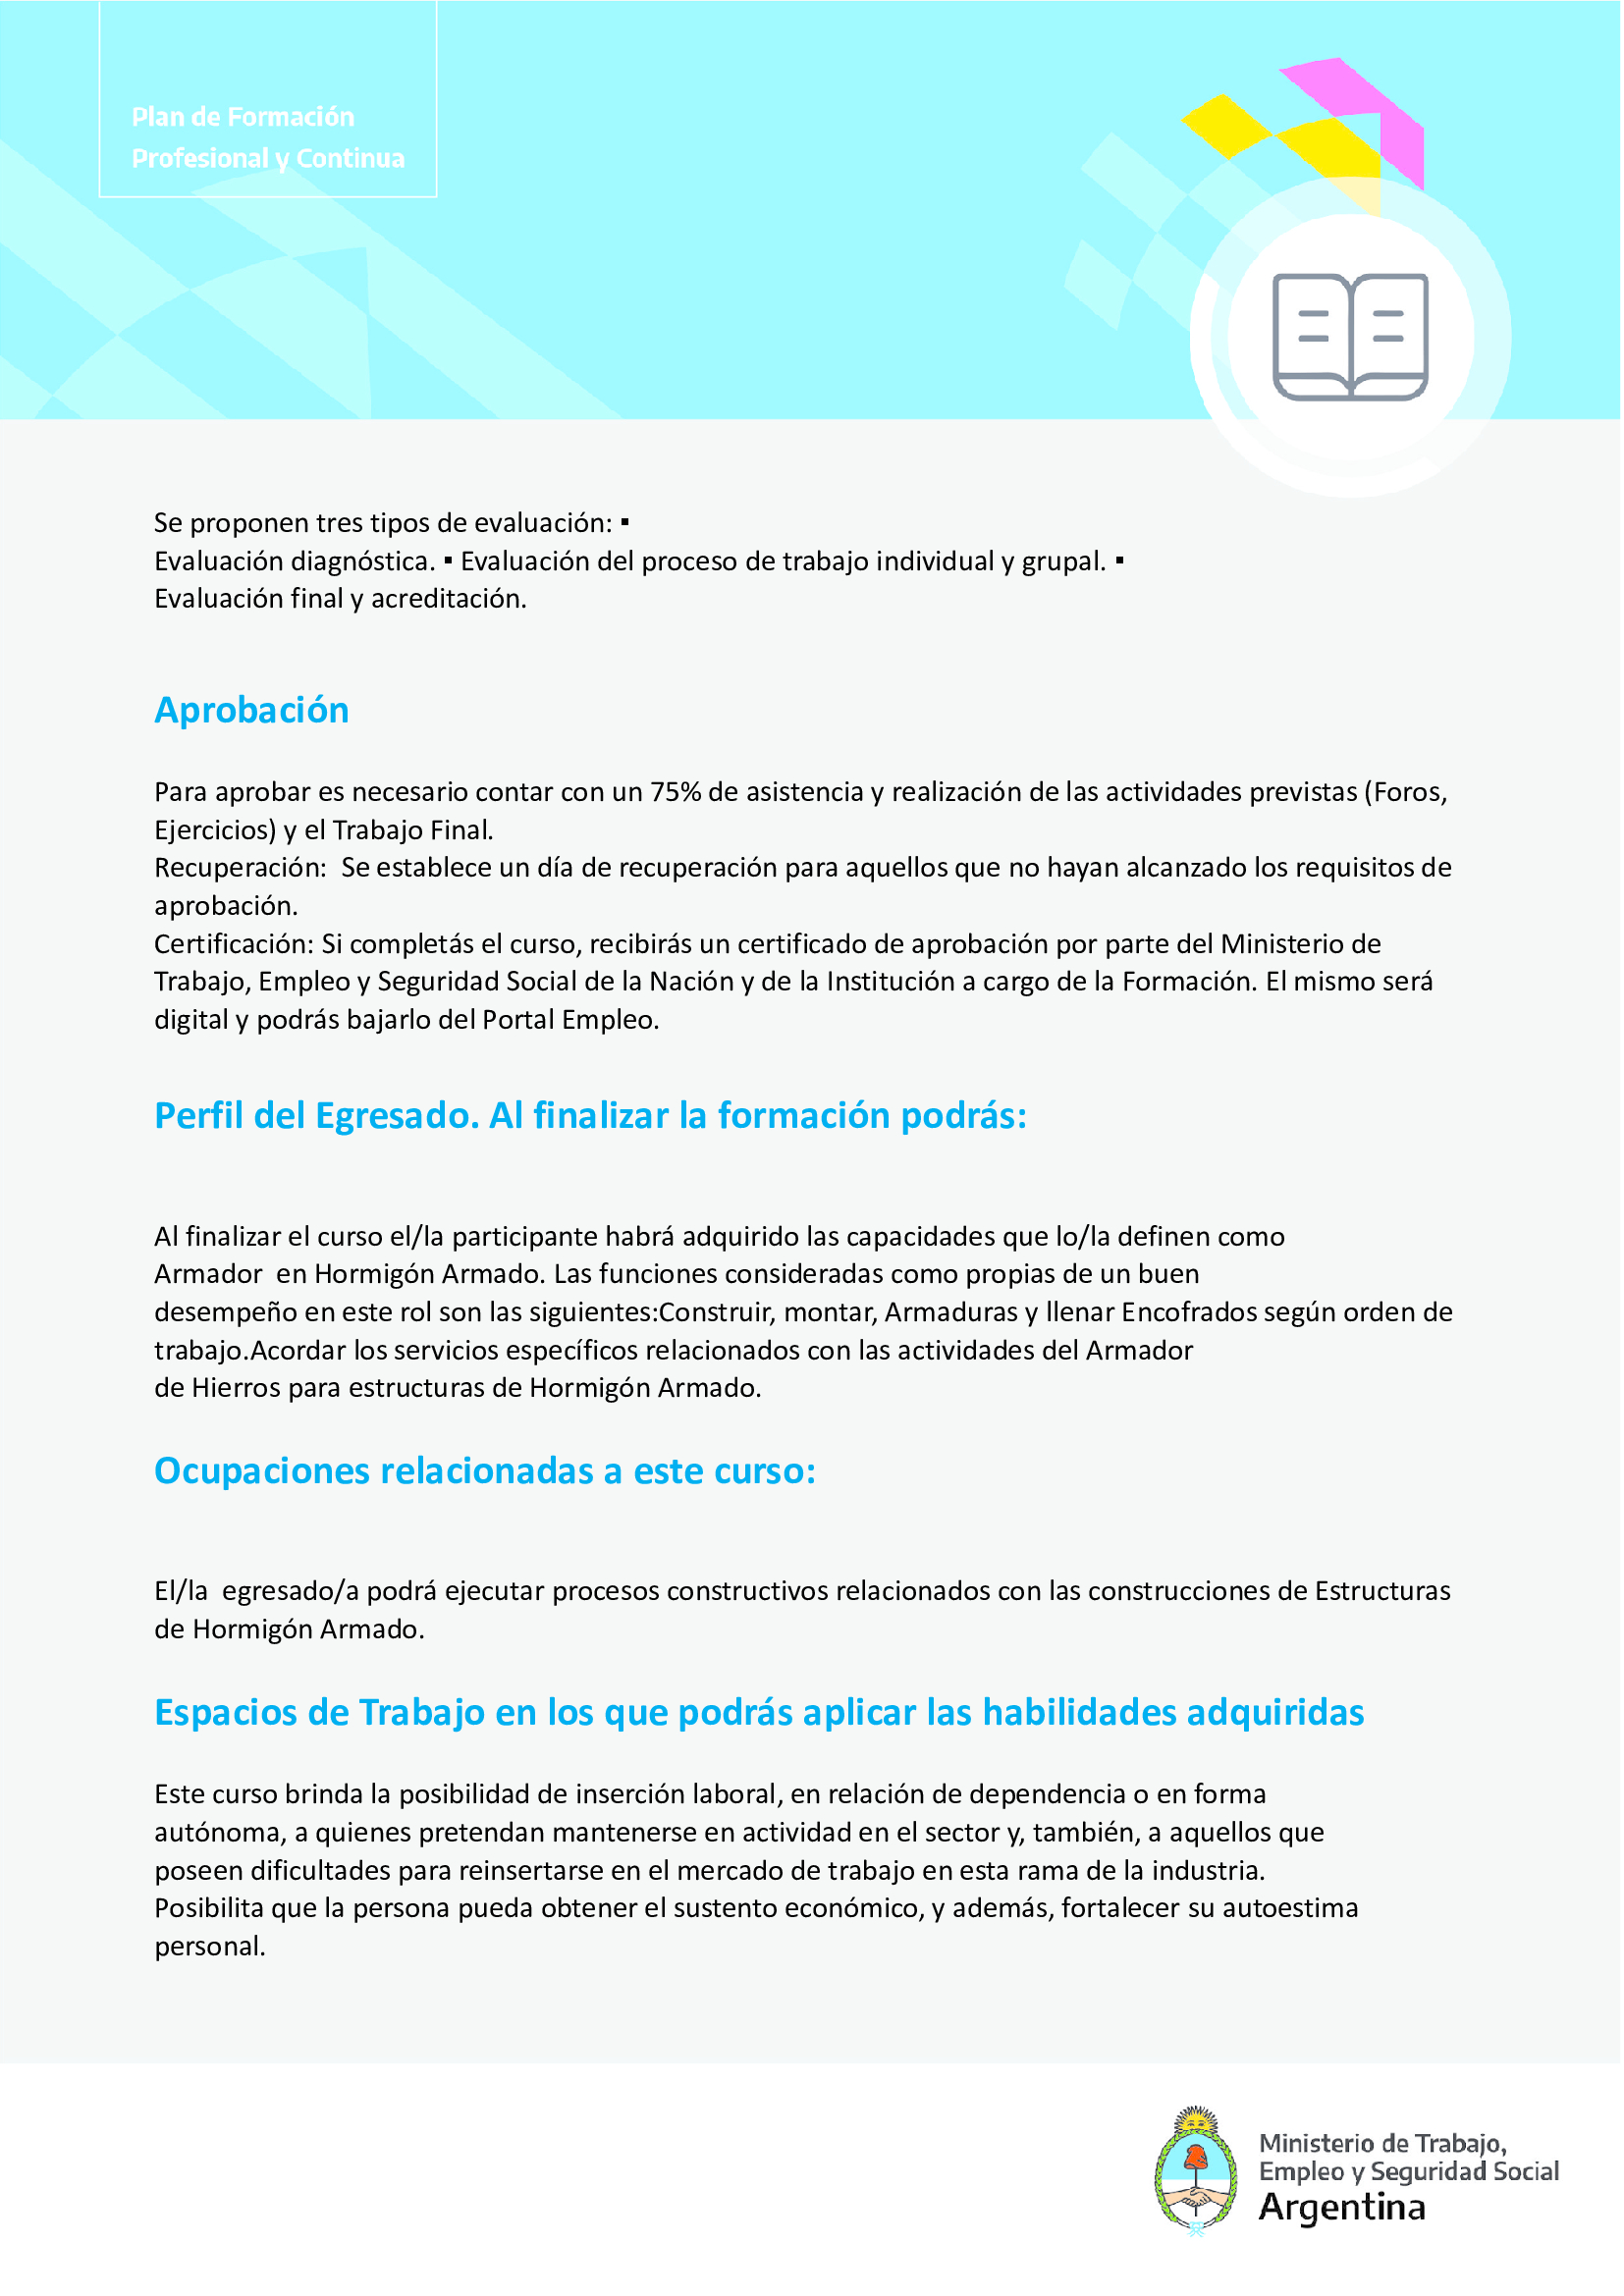 Plan de Formación
Profesional y Continua
Se proponen tres tipos de evaluación: ▪
Evaluación diagnóstica. ▪ Evaluación del proceso de trabajo individual y grupal. ▪
Evaluación final y acreditación.
Aprobación
Para aprobar es necesario contar con un 75% de asistencia y realización de las actividades previstas (Foros,
Ejercicios) y el Trabajo Final.
Recuperación:  Se establece un día de recuperación para aquellos que no hayan alcanzado los requisitos de
aprobación.
Certificación: Si completás el curso, recibirás un certificado de aprobación por parte del Ministerio de
Trabajo, Empleo y Seguridad Social de la Nación y de la Institución a cargo de la Formación. El mismo será
digital y podrás bajarlo del Portal Empleo.
Perfil del Egresado. Al finalizar la formación podrás:
Al finalizar el curso el/la participante habrá adquirido las capacidades que lo/la definen como
Armador  en Hormigón Armado. Las funciones consideradas como propias de un buen
desempeño en este rol son las siguientes:Construir, montar, Armaduras y llenar Encofrados según orden de
trabajo.Acordar los servicios específicos relacionados con las actividades del Armador
de Hierros para estructuras de Hormigón Armado.
Ocupaciones relacionadas a este curso:
El/la  egresado/a podrá ejecutar procesos constructivos relacionados con las construcciones de Estructuras
de Hormigón Armado.
Espacios de Trabajo en los que podrás aplicar las habilidades adquiridas
Este curso brinda la posibilidad de inserción laboral, en relación de dependencia o en forma
autónoma, a quienes pretendan mantenerse en actividad en el sector y, también, a aquellos que
poseen dificultades para reinsertarse en el mercado de trabajo en esta rama de la industria.
Posibilita que la persona pueda obtener el sustento económico, y además, fortalecer su autoestima
personal.
Ministerio de Trabajo,
Empleo y Seguridad Social
Argentina